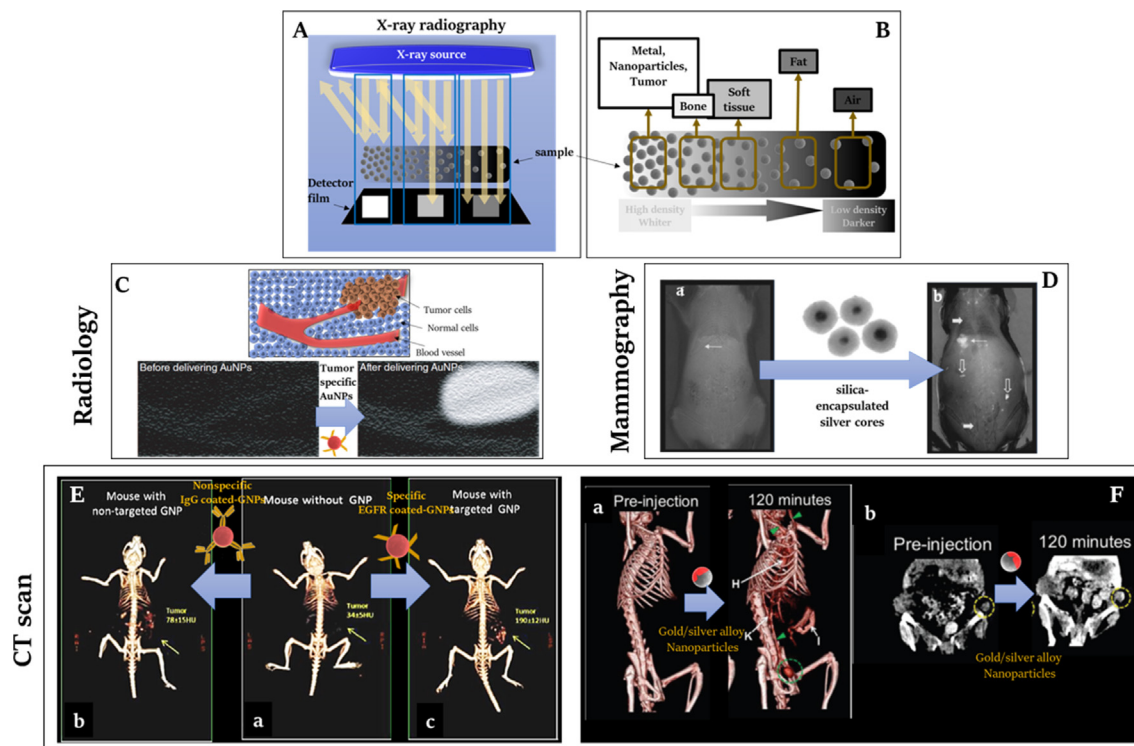 A
X-ray radiography
X-ray source
sample
Detector
film
B
Metal,
Nanoparticles,
Tumor
Bone
Soft
tissue
Fat
Air
High density
Whiter
Low density
Darker
Radiology
C
Tumor cells
Normal cells
Blood vessel
Before delivering AuNPs
Tumor
specific
AuNPs
After delivering AuNPs
Mammography
D
a
silica-
encapsulated
silver cores
b
CT scan
E
Mouse with
non-targeted GNP
Nonspecific
IgG coated-GNPs
Mouse without GNP
Specific
EGFR coated-GNPs
Mouse with
targeted GNP
Tumor
78±15HU
Tumor
34±5HU
Tumor
190±12HU
b
a
c
F
a
Pre-injection
120 minutes
H
K
I
Gold/silver alloy
Nanoparticles
b
Pre-injection
120 minutes
Gold/silver alloy
Nanoparticles